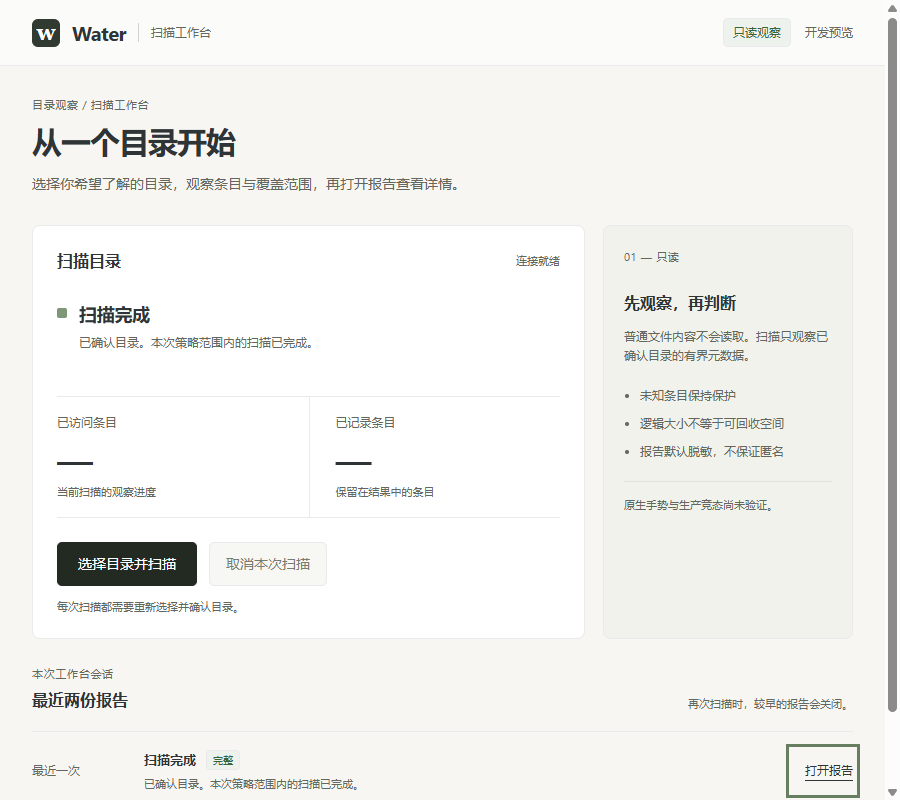 W Water 扫描工作台 只读观察 开发预览
目录观察 / 扫描工作台
从一个目录开始
选择你希望了解的目录，观察条目与覆盖范围，再打开报告查看详情。
扫描目录 连接就绪
扫描完成
已确认目录。本次策略范围内的扫描已完成。
已访问条目
—
当前扫描的观察进度
已记录条目
—
保留在结果中的条目
选择目录并扫描 取消本次扫描
每次扫描都需要重新选择并确认目录。
01 — 只读
先观察，再判断
普通文件内容不会读取。扫描只观察已
确认目录的有界元数据。
• 未知条目保持保护
• 逻辑大小不等于可回收空间
• 报告默认脱敏，不保证匿名
原生手势与生产竞态尚未验证。
本次工作台会话
最近两份报告
再次扫描时，较早的报告会关闭。
最近一次 扫描完成 完整 打开报告
已确认目录。本次策略范围内的扫描已完成。